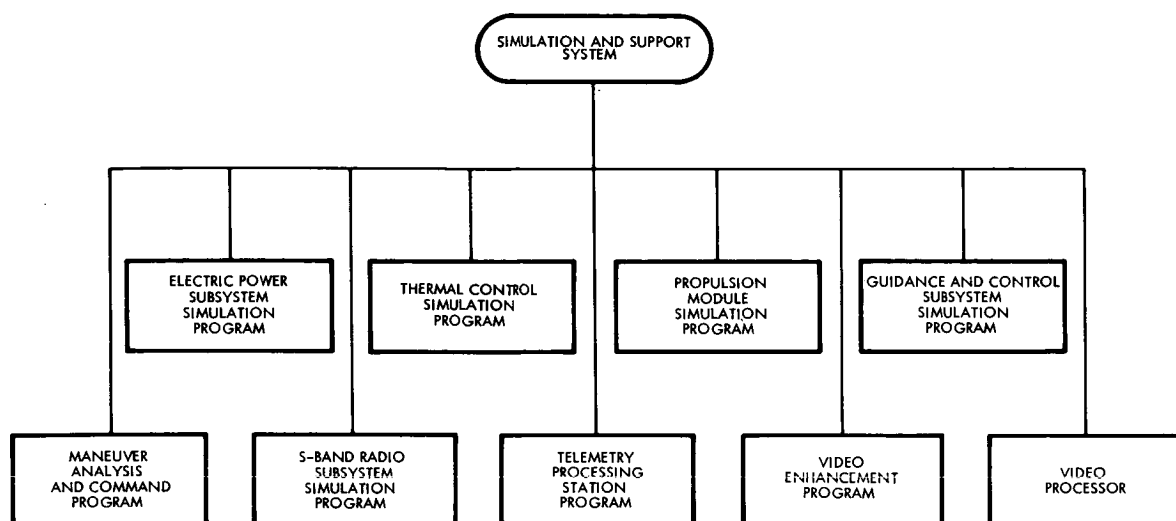 SIMULATION AND SUPPORT
SYSTEM
ELECTRIC POWER
SUBSYSTEM
SIMULATION
PROGRAM
THERMAL CONTROL
SIMULATION
PROGRAM
PROPULSION
MODULE
SIMULATION
PROGRAM
GUIDANCE AND CONTROL
SUBSYSTEM
SIMULATION
PROGRAM
MANEUVER
ANALYSIS
AND COMMAND
PROGRAM
S-BAND RADIO
SUBSYSTEM
SIMULATION
PROGRAM
TELEMETRY
PROCESSING
STATION
PROGRAM
VIDEO
ENHANCEMENT
PROGRAM
VIDEO
PROCESSOR